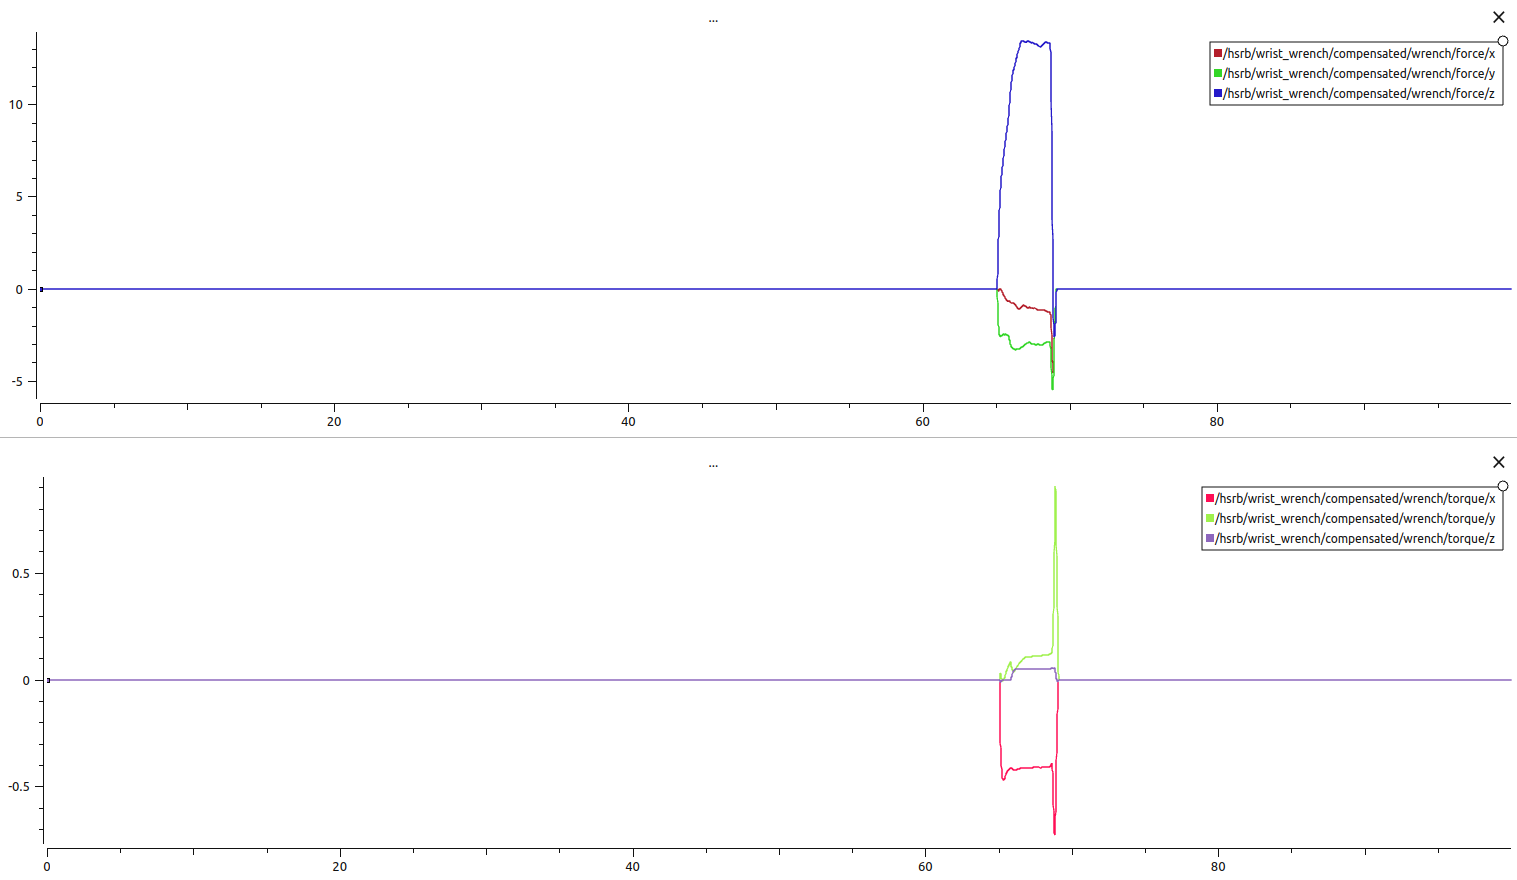 ...
/hsrb/wrist_wrench/compensated/wrench/force/x
/hsrb/wrist_wrench/compensated/wrench/force/y
/hsrb/wrist_wrench/compensated/wrench/force/z
10
5
0
-5
0 20 40 60 80
...
/hsrb/wrist_wrench/compensated/wrench/torque/x
/hsrb/wrist_wrench/compensated/wrench/torque/y
/hsrb/wrist_wrench/compensated/wrench/torque/z
0.5
0
-0.5
0 20 40 60 80